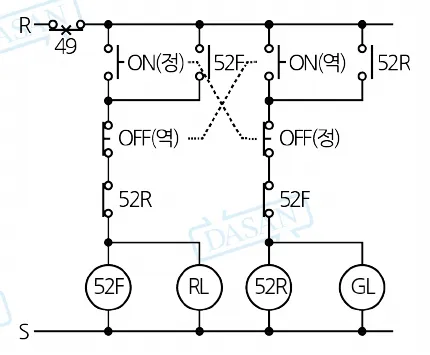 R
49
ON(정) 52F ON(역) 52R
OFF(역) OFF(정)
52R 52F
DASAN
52F RL 52R GL
S